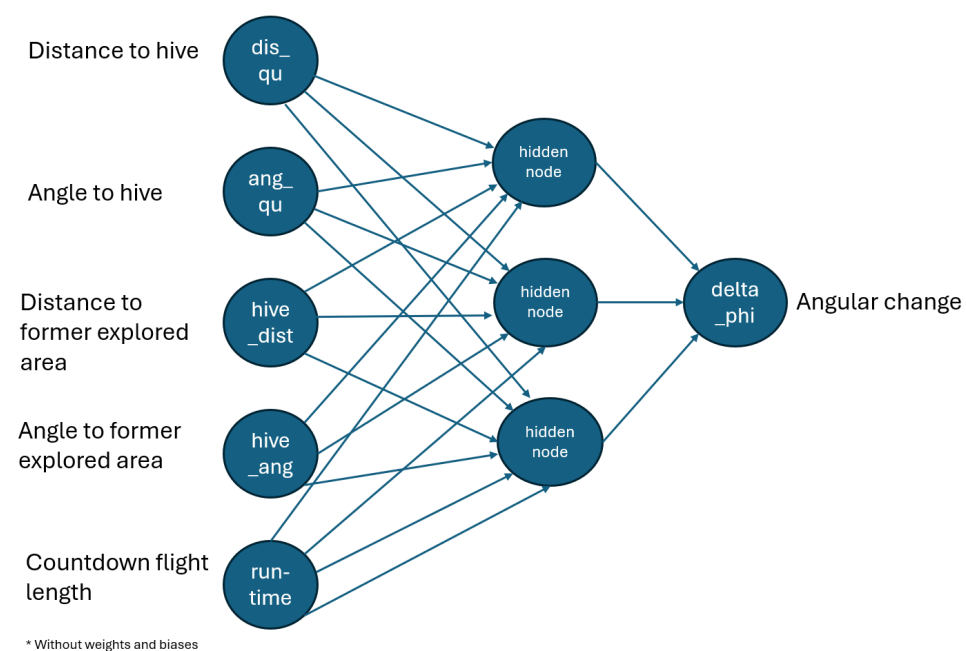 Distance to hive
dis_
qu
Angle to hive
ang_
qu
Distance to
former explored
area
hive
_dist
Angle to former
explored area
hive
_ang
Countdown flight
length
run-
time
hidden
node
hidden
node
hidden
node
delta
_phi
Angular change
* Without weights and biases